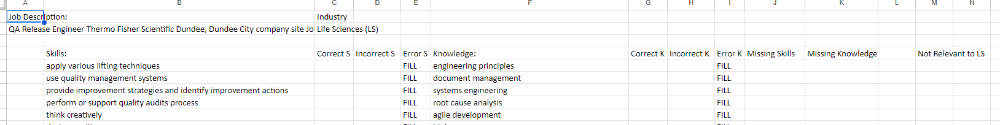 A B C D E F G H I J K L M N
Job Description: Industry
QA Release Engineer Thermo Fisher Scientific Dundee, Dundee City company site Jo Life Sciences (LS)
Skills: Correct S Incorrect S Error S Knowledge: Correct K Incorrect K Error K Missing Skills Missing Knowledge Not Relevant to LS
apply various lifting techniques FILL engineering principles FILL
use quality management systems FILL document management FILL
provide improvement strategies and identify improvement actions FILL systems engineering FILL
perform or support quality audits process FILL root cause analysis FILL
think creatively FILL agile development FILL